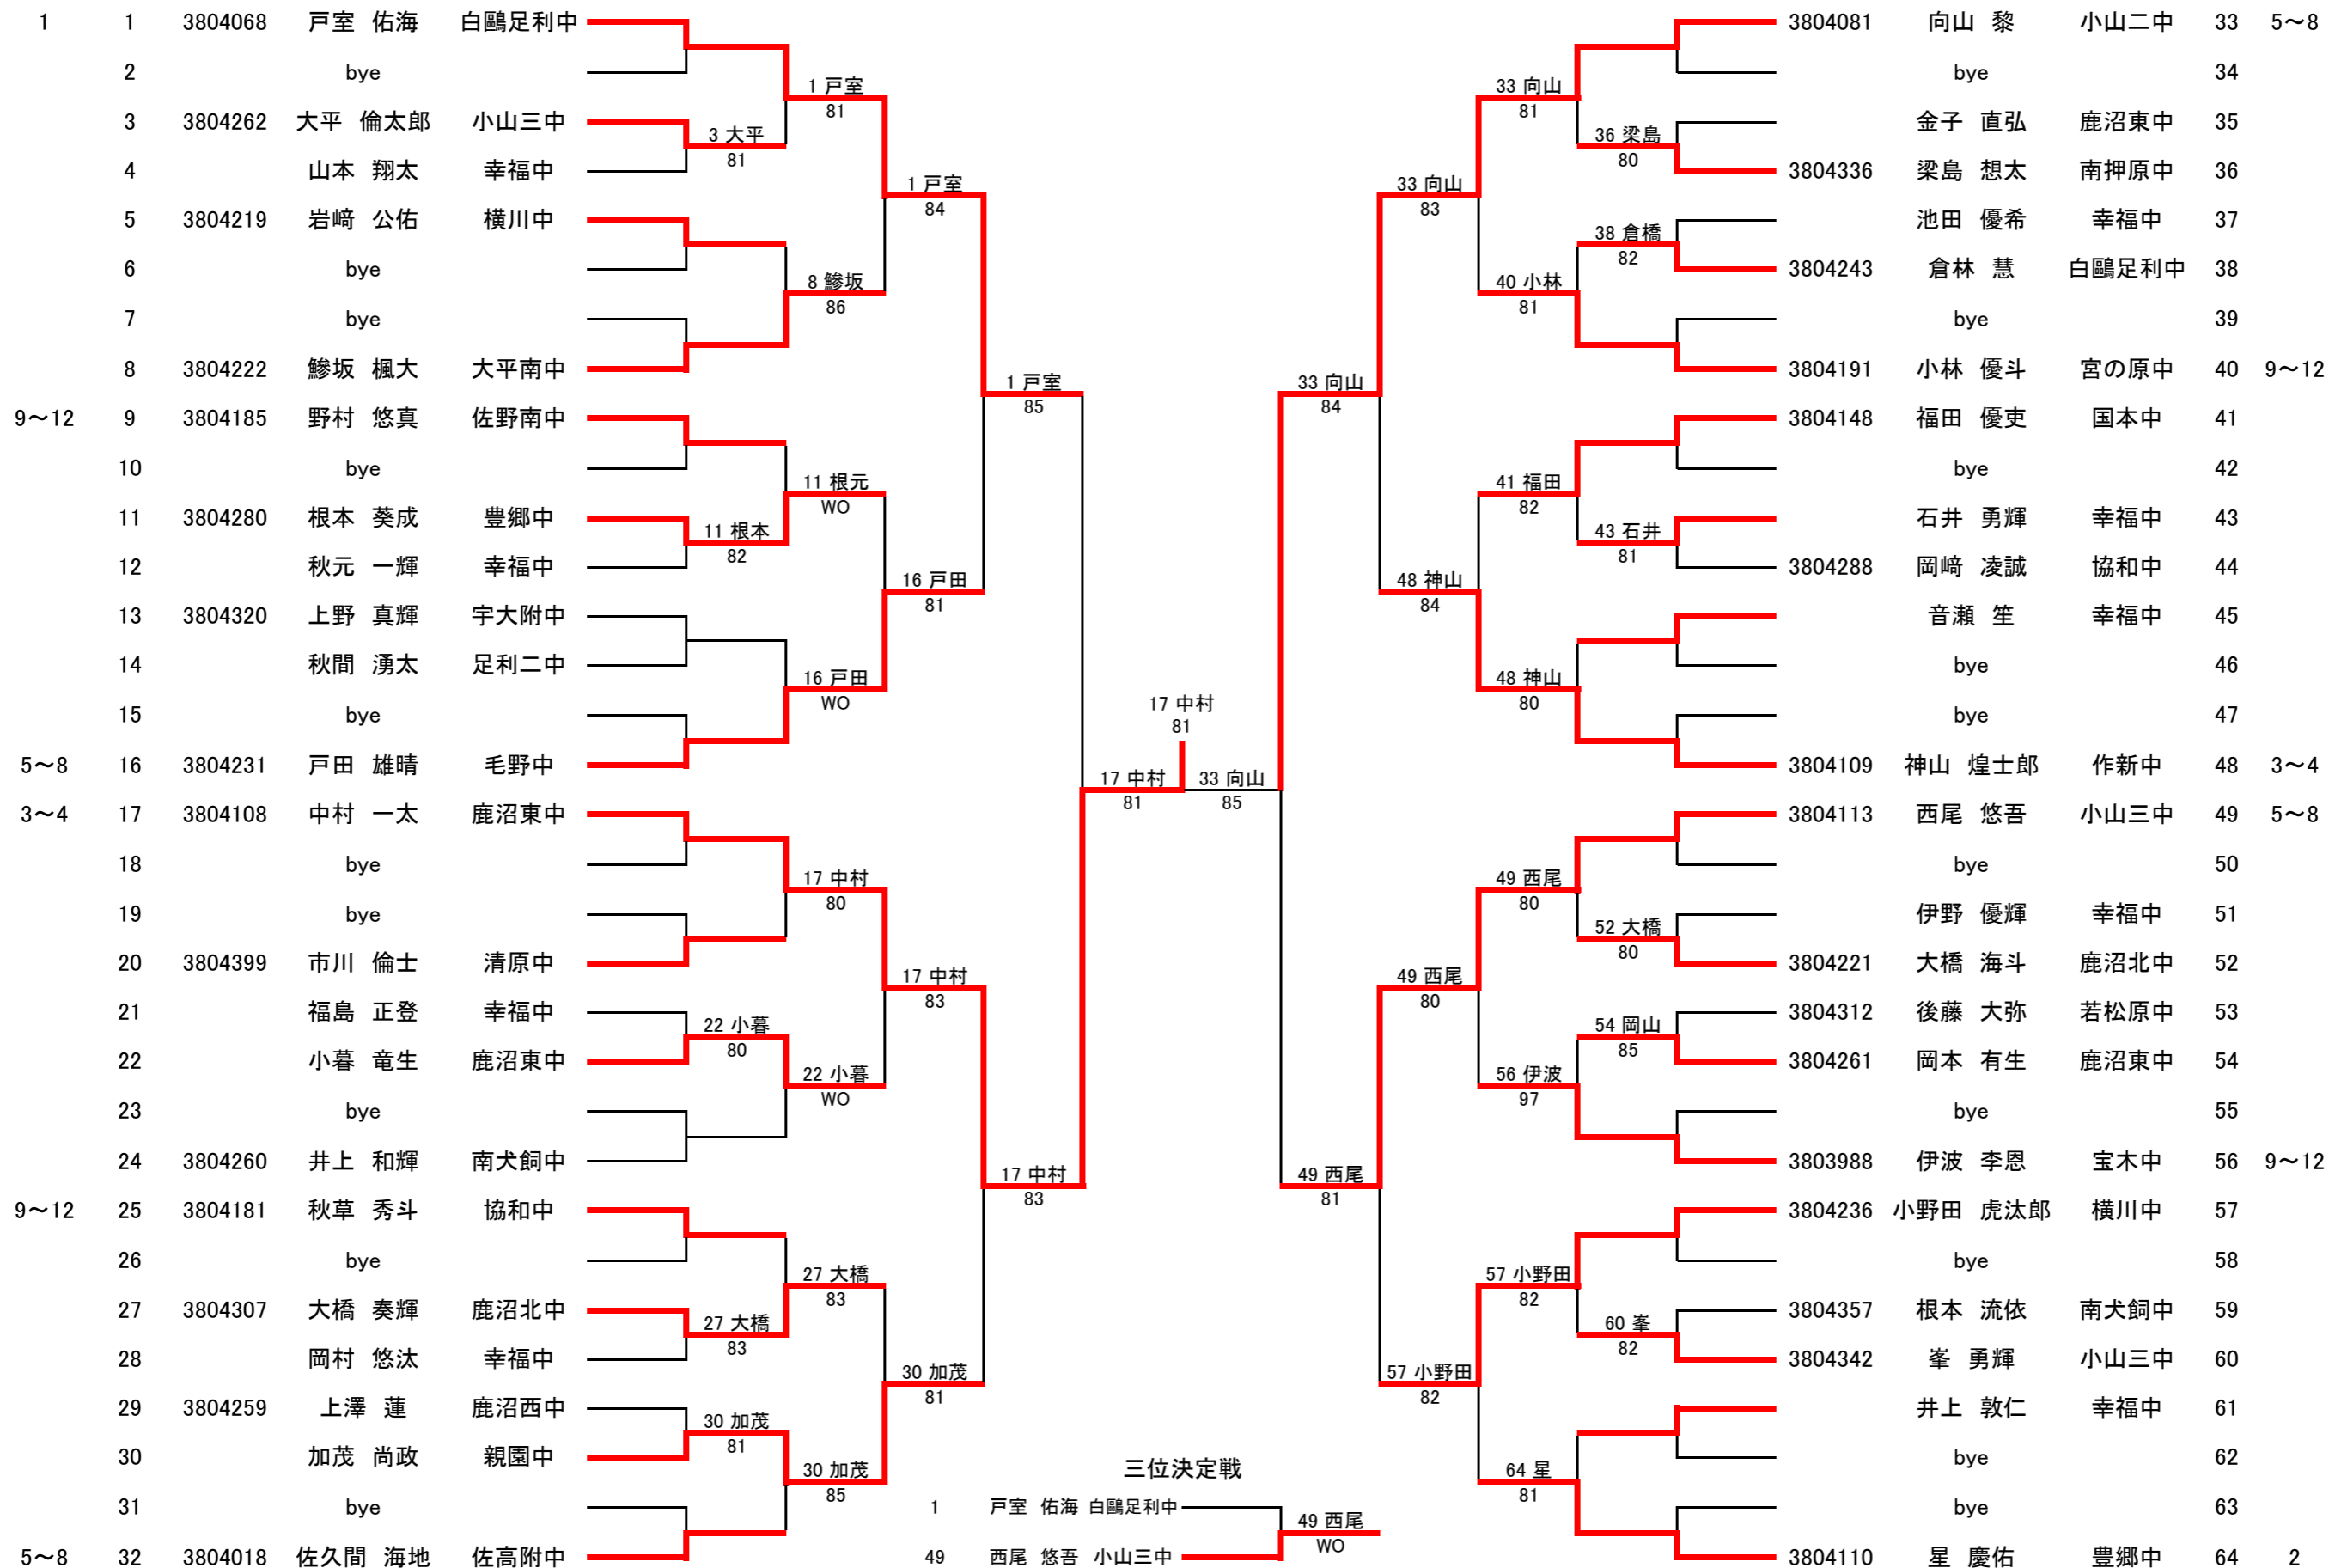 1 1 3804068 戸室 佑海 白鷗足利中
2 bye
1 戸室
81
3 3804262 大平 倫太郎 小山三中
3 大平
81
4 山本 翔太 幸福中
1 戸室
84
5 3804219 岩﨑 公佑 横川中
6 bye
8 鰺坂
86
7 bye
8 3804222 鰺坂 楓大 大平南中
1 戸室
85
9～12 9 3804185 野村 悠真 佐野南中
10 bye
11 根元
WO
11 3804280 根本 葵成 豊郷中
11 根本
82
12 秋元 一輝 幸福中
16 戸田
81
13 3804320 上野 真輝 宇大附中
14 秋間 湧太 足利二中
16 戸田
WO
15 bye
5～8 16 3804231 戸田 雄晴 毛野中
17 中村
81
17 中村
81
3～4 17 3804108 中村 一太 鹿沼東中
18 bye
17 中村
80
19 bye
20 3804399 市川 倫士 清原中
17 中村
83
21 福島 正登 幸福中
22 小暮
80
22 小暮 竜生 鹿沼東中
22 小暮
WO
23 bye
24 3804260 井上 和輝 南犬飼中
17 中村
83
9～12 25 3804181 秋草 秀斗 協和中
26 bye
27 大橋
83
27 3804307 大橋 奏輝 鹿沼北中
27 大橋
83
28 岡村 悠汰 幸福中
30 加茂
81
29 3804259 上澤 蓮 鹿沼西中
30 加茂
81
30 加茂 尚政 親園中
30 加茂
85
31 bye
5～8 32 3804018 佐久間 海地 佐高附中
3804081 向山 黎 小山二中 33 5～8
bye 34
33 向山
81
金子 直弘 鹿沼東中 35
36 梁島
80
3804336 梁島 想太 南押原中 36
33 向山
83
池田 優希 幸福中 37
38 倉橋
82
3804243 倉林 慧 白鷗足利中 38
40 小林
81
bye 39
3804191 小林 優斗 宮の原中 40 9～12
33 向山
84
3804148 福田 優吏 国本中 41
bye 42
41 福田
82
石井 勇輝 幸福中 43
43 石井
81
3804288 岡﨑 凌誠 協和中 44
48 神山
84
音瀬 笙 幸福中 45
bye 46
48 神山
80
bye 47
3804109 神山 煌士郎 作新中 48 3～4
33 向山
85
3804113 西尾 悠吾 小山三中 49 5～8
bye 50
49 西尾
80
伊野 優輝 幸福中 51
52 大橋
80
3804221 大橋 海斗 鹿沼北中 52
49 西尾
80
3804312 後藤 大弥 若松原中 53
54 岡山
85
3804261 岡本 有生 鹿沼東中 54
56 伊波
97
bye 55
3803988 伊波 李恩 宝木中 56 9～12
49 西尾
81
3804236 小野田 虎汰郎 横川中 57
bye 58
57 小野田
82
3804357 根本 流依 南犬飼中 59
60 峯
82
3804342 峯 勇輝 小山三中 60
57 小野田
82
井上 敦仁 幸福中 61
bye 62
64 星
81
bye 63
3804110 星 慶佑 豊郷中 64 2
三位決定戦
1 戸室 佑海 白鷗足利中
49 西尾
WO
49 西尾 悠吾 小山三中